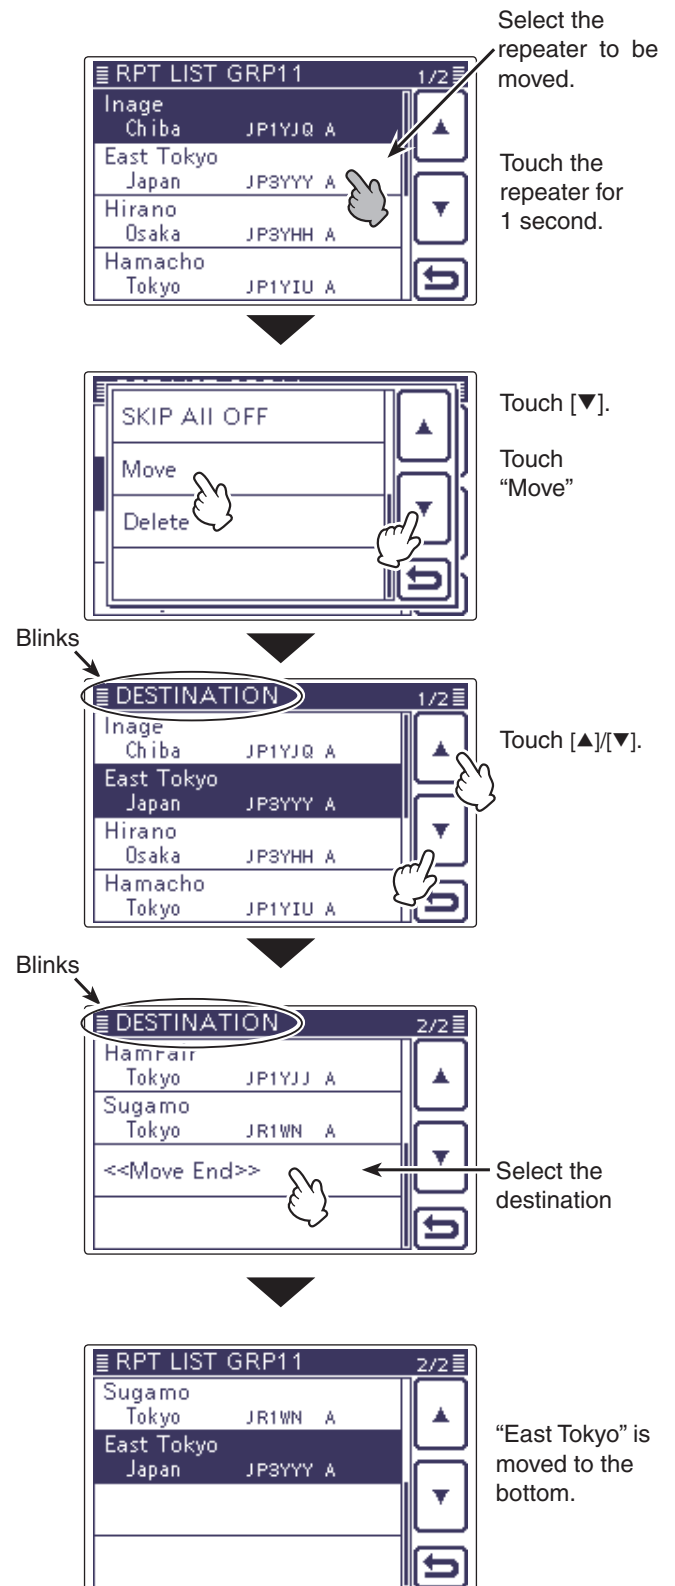 Select the
repeater to be
moved.
RPT LIST GRP11 1/2
Inage
Chiba JP1YJQ A
East Tokyo
Japan JP3YYY A
Hirano
Osaka JP3YHH A
Hamacho
Tokyo JP1YIU A
Touch the
repeater for
1 second.
SKIP All OFF
Move
Delete
Touch [▼].
Touch
“Move”
Blinks
DESTINATION 1/2
Inage
Chiba JP1YJQ A
East Tokyo
Japan JP3YYY A
Hirano
Osaka JP3YHH A
Hamacho
Tokyo JP1YIU A
Touch [▲]/[▼].
Blinks
DESTINATION 2/2
HamFair
Tokyo JP1YJJ A
Sugamo
Tokyo JR1WN A
<<Move End>>
Select the
destination
RPT LIST GRP11 2/2
Sugamo
Tokyo JR1WN A
East Tokyo
Japan JP3YYY A
“East Tokyo” is
moved to the
bottom.